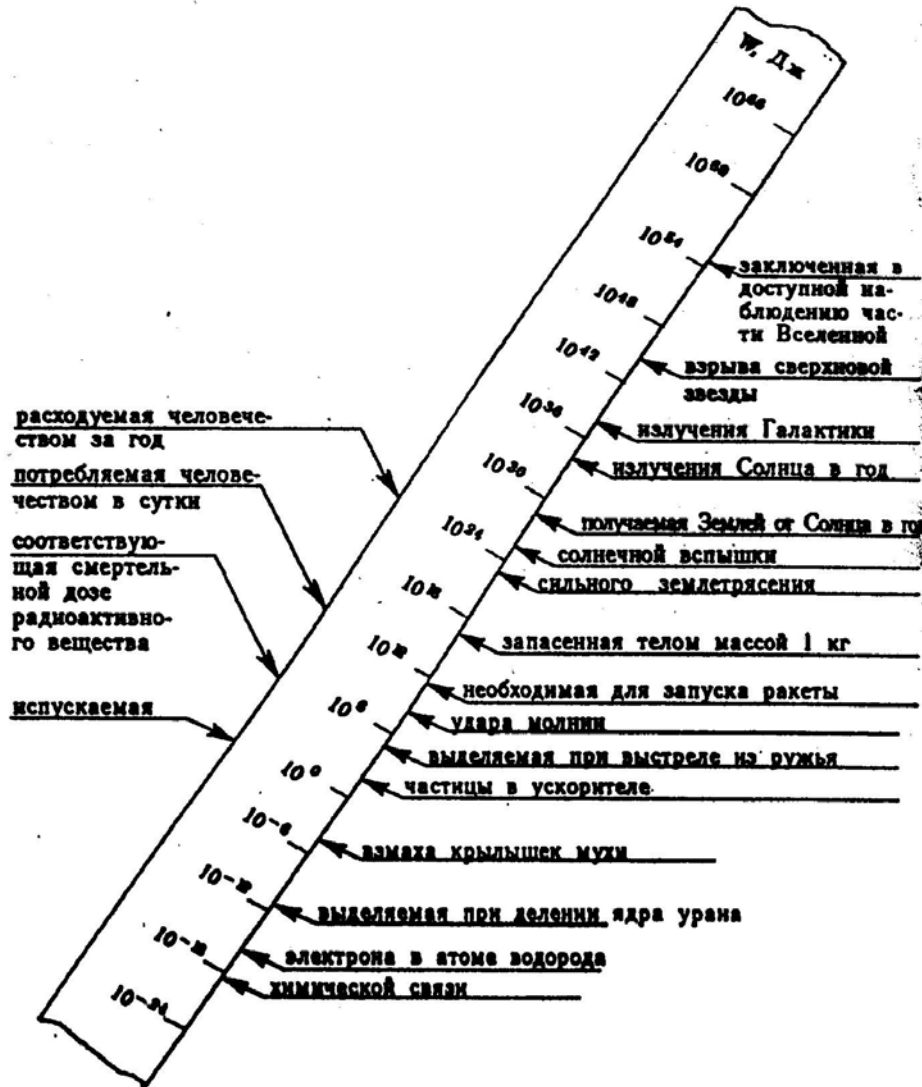 W, Дж
10⁶⁶
10⁶⁰
10⁵⁴
10⁴⁸
10⁴²
10³⁶
10³⁰
10²⁴
10¹⁸
10¹²
10⁶
10⁰
10⁻⁶
10⁻¹²
10⁻¹⁸
10⁻²⁴
расходуемая человече-
ством за год
потребляемая челове-
чеством в сутки
соответствую-
щая смертель-
ной дозе
радиоактивно-
го вещества
испускаемая
заключенная в
доступной на-
блюдению час-
ти Вселенной
взрыва сверхновой
звезды
излучения Галактики
излучения Солнца в год
получаемая Землей от Солнца в
солнечной вспышки
сильного землетрясения
запасенная телом массой 1 кг
необходимая для запуска ракеты
удара молнии
выделяемая при выстреле из ружья
частицы в ускорителе
взмаха крылышек мухи
выделяемая при делении ядра урана
электрона в атоме водорода
химической связи